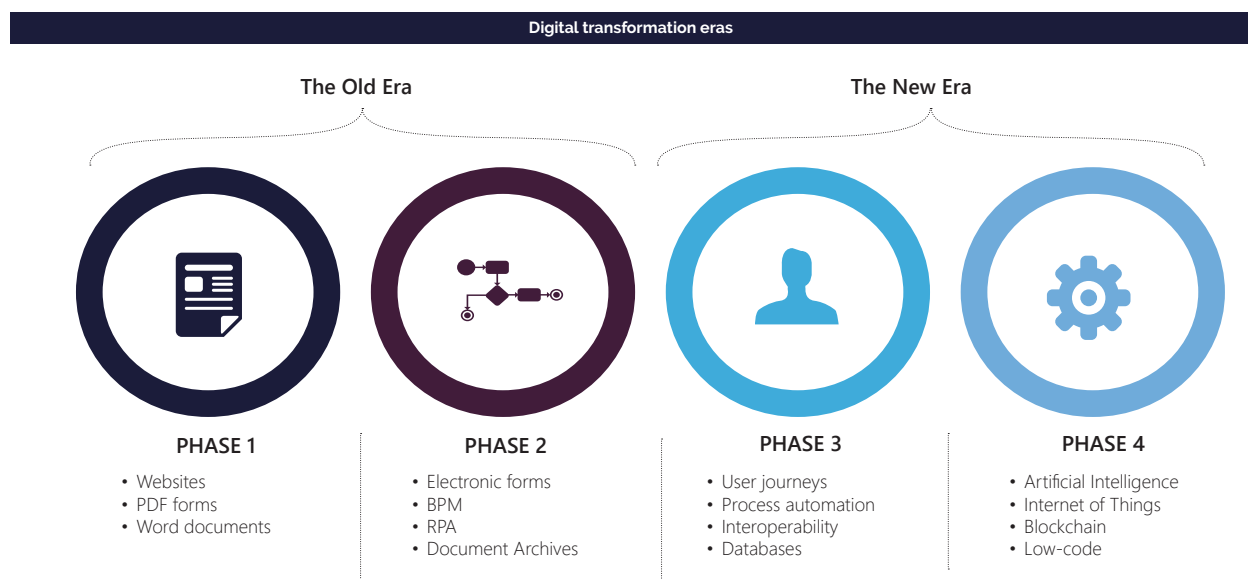 Digital transformation eras
The Old Era
The New Era
PHASE 1
• Websites
• PDF forms
• Word documents
PHASE 2
• Electronic forms
• BPM
• RPA
• Document Archives
PHASE 3
• User journeys
• Process automation
• Interoperability
• Databases
PHASE 4
• Artificial Intelligence
• Internet of Things
• Blockchain
• Low-code